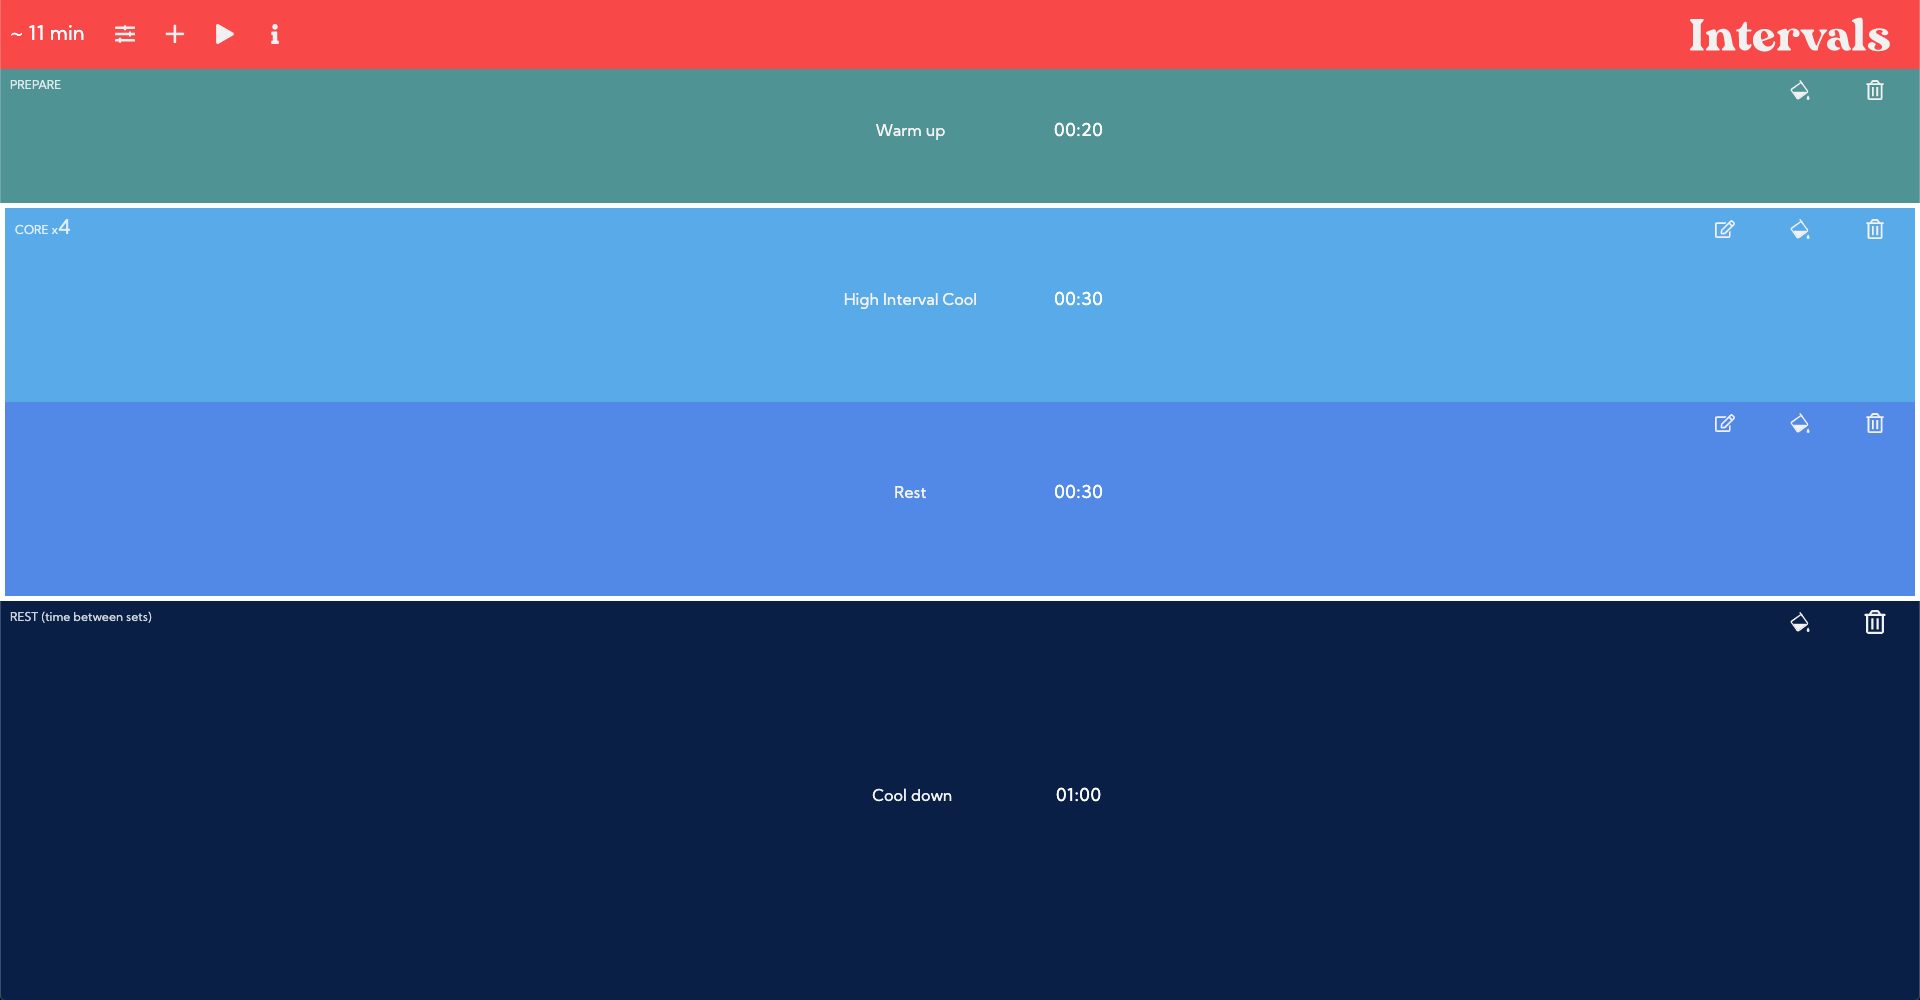 ~ 11 min
Intervals
PREPARE
Warm up 00:20
CORE x4
High Interval Cool 00:30
Rest 00:30
REST (time between sets)
Cool down 01:00